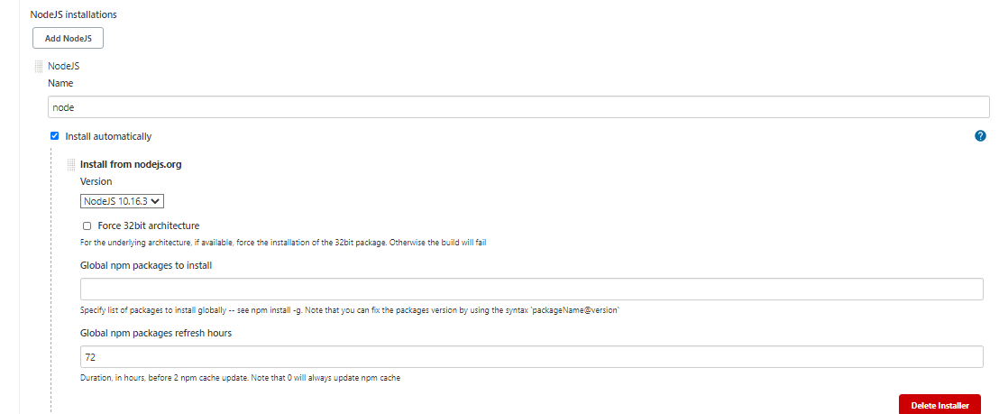 NodeJS installations
Add NodeJS
NodeJS
Name
node
Install automatically
?
Install from nodejs.org
Version
NodeJS 10.16.3
Force 32bit architecture
For the underlying architecture, if available, force the installation of the 32bit package. Otherwise the build will fail
Global npm packages to install
Specify list of packages to install globally -- see npm install -g. Note that you can fix the packages version by using the syntax `packageName@version`
Global npm packages refresh hours
72
Duration, in hours, before 2 npm cache update. Note that 0 will always update npm cache
Delete Installer